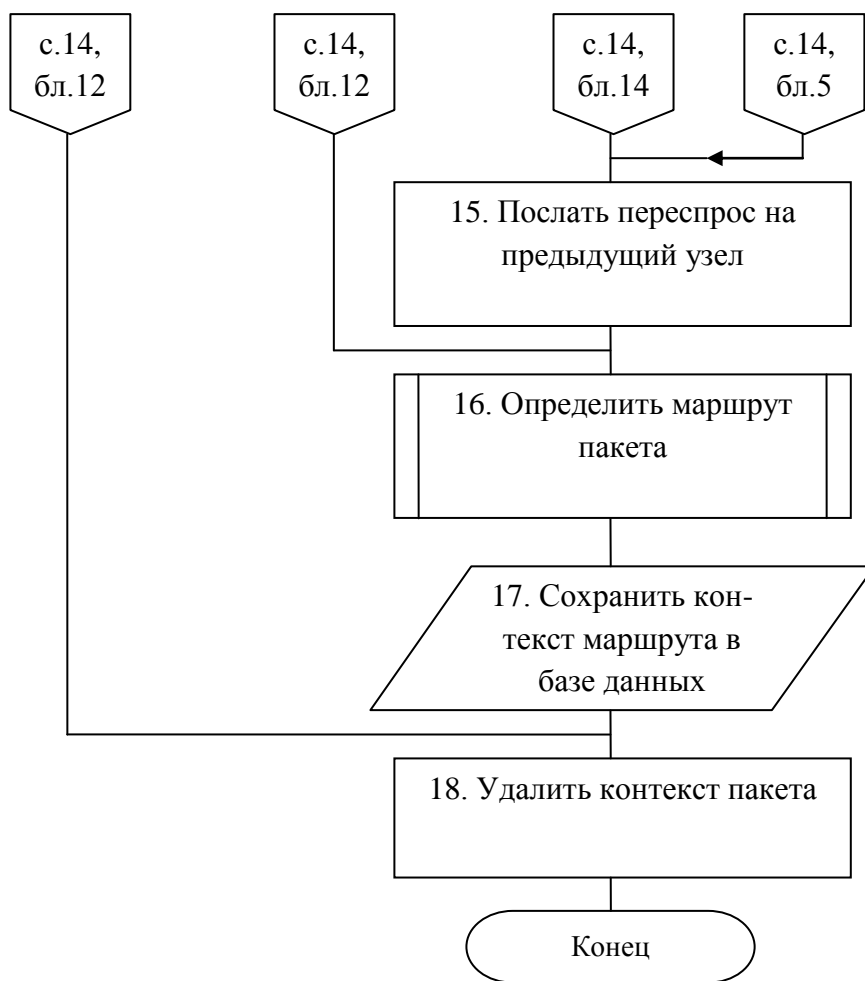 с.14,
бл.12
с.14,
бл.12
с.14,
бл.14
с.14,
бл.5
15. Послать переспрос на
предыдущий узел
16. Определить маршрут
пакета
17. Сохранить кон-
текст маршрута в
базе данных
18. Удалить контекст пакета
Конец